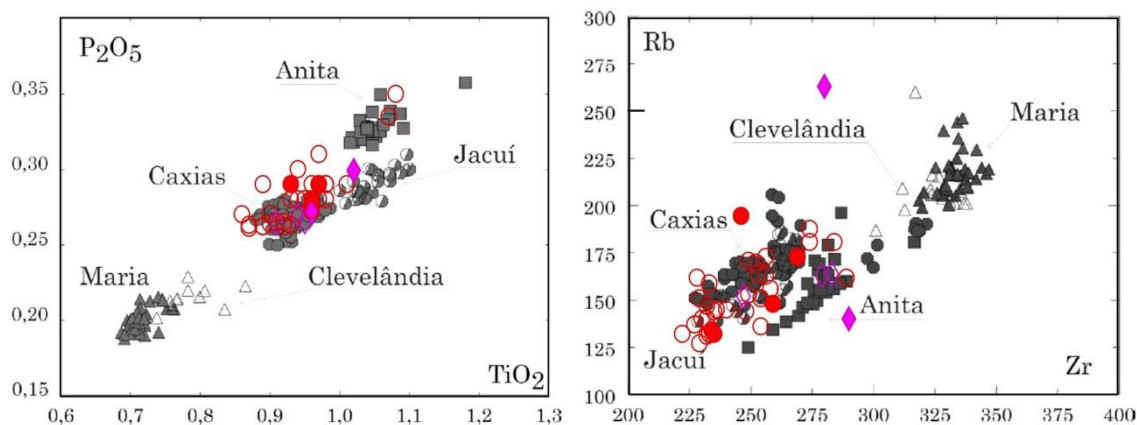 P₂O₅
Anita
Jacuí
Caxias
Maria
Clevelândia
TiO₂
0,35
0,30
0,25
0,20
0,15
0,6 0,7 0,8 0,9 1,0 1,1 1,2 1,3
Rb
Clevelândia
Maria
Caxias
Anita
Jacuí
Zr
300
275
250
225
200
175
150
125
100
200 225 250 275 300 325 350 375 400